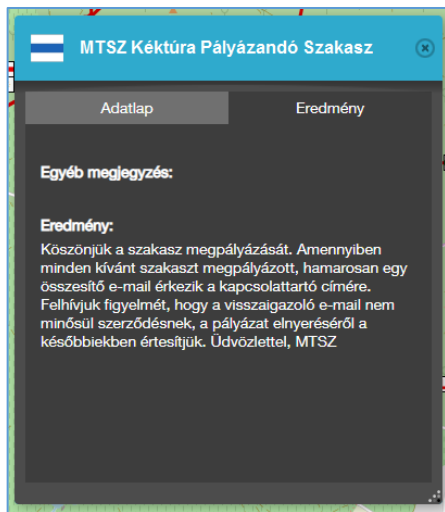 MTSZ Kéktúra Pályázandó Szakasz
Adatlap
Eredmény
Egyéb megjegyzés:
Eredmény:
Köszönjük a szakasz megpályázását. Amennyiben
minden kívánt szakaszt megpályázott, hamarosan egy
összesítő e-mail érkezik a kapcsolattartó címére.
Felhívjuk figyelmét, hogy a visszaigazoló e-mail nem
minősül szerződésnek, a pályázat elnyeréséről a
későbbiekben értesítjük. Üdvözlettel, MTSZ